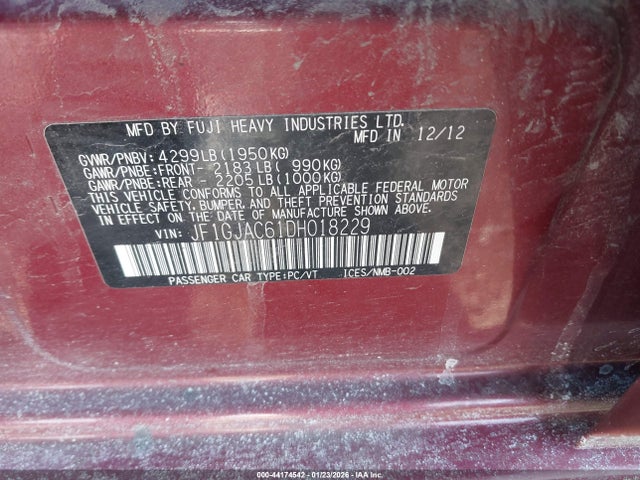 MFD BY FUJI HEAVY INDUSTRIES LTD.
MFD IN 12/12
GVWR/PNBV: 4299LB(1950KG)
GAWR/PNBE:FRONT- 2183LB( 990KG)
GAWR/PNBE:REAR - 2205LB(1000KG)
THIS VEHICLE CONFORMS TO ALL APPLICABLE FEDERAL MOTOR
VEHICLE SAFETY, BUMPER, AND THEFT PREVENTION STANDARDS
IN EFFECT ON THE DATE OF MANUFACTURE SHOWN ABOVE.
VIN: JF1GJAC61DH018229
PASSENGER CAR TYPE:PC/VT ICES/NMB-002
000-44174542 - 01/23/2026 - IAAI.COM